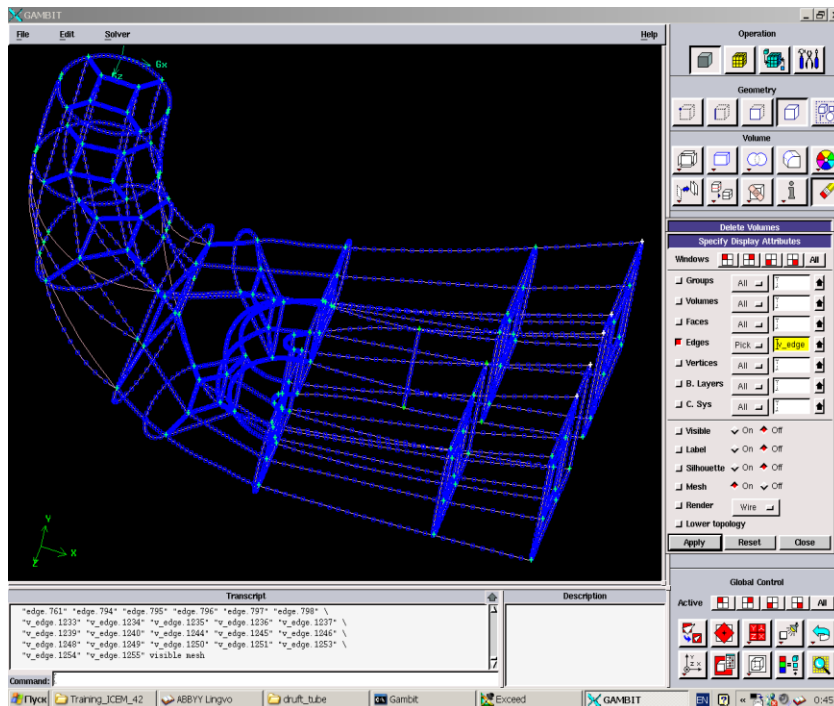 GAMBIT
File Edit Solver Help
Gx
z
Y
X
Z
Operation
Geometry
Volume
Delete Volumes
Specify Display Attributes
Windows All
Groups All
Volumes All
Faces All
Edges Pick v_edge
Vertices All
B. Layers All
C. Sys All
Visible On Off
Label On Off
Silhouette On Off
Mesh On Off
Render Wire
Lower topology
Apply Reset Close
Transcript
"edge.761" "edge.794" "edge.795" "edge.796" "edge.797" "edge.798" \
"v_edge.1233" "v_edge.1234" "v_edge.1235" "v_edge.1236" "v_edge.1237" \
"v_edge.1239" "v_edge.1240" "v_edge.1244" "v_edge.1245" "v_edge.1246" \
"v_edge.1248" "v_edge.1249" "v_edge.1250" "v_edge.1251" "v_edge.1253" \
"v_edge.1254" "v_edge.1255" visible mesh
Command:
Description
Global Control
Active All
Пуск Training_ICEM_42 ABBYY Lingvo druft_tube Gambit Exceed GAMBIT EN « 0:45